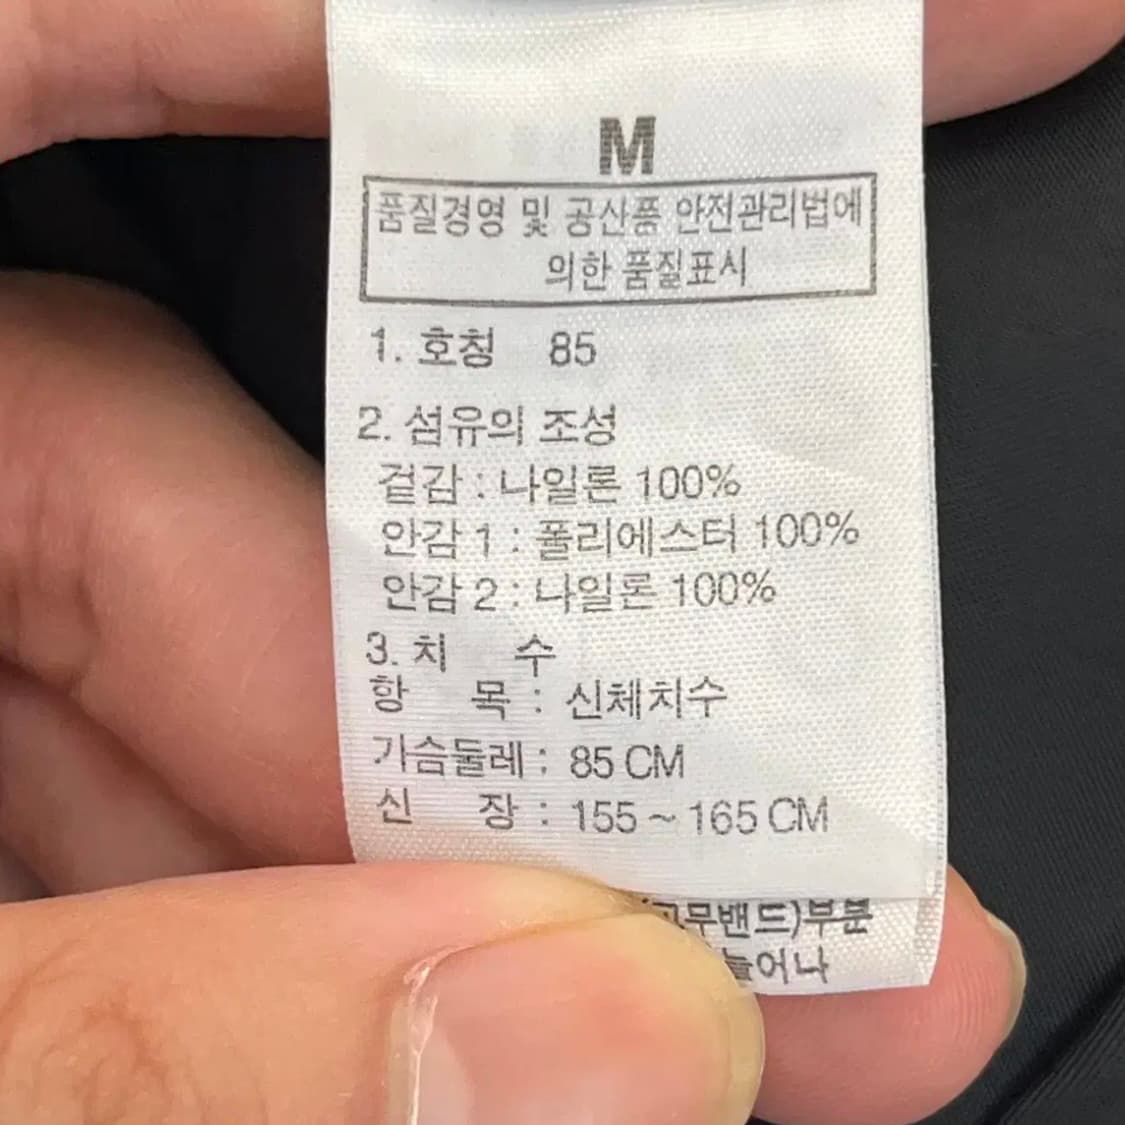 M
품질경영 및 공산품 안전관리법에
의한 품질표시
1. 호칭 85
2. 섬유의 조성
겉감 : 나일론 100%
안감 1 : 폴리에스터 100%
안감 2 : 나일론 100%
3. 치 수
항 목 : 신체치수
가슴둘레 : 85 CM
신 장 : 155 ~ 165 CM
(고무밴드)부분
늘어나